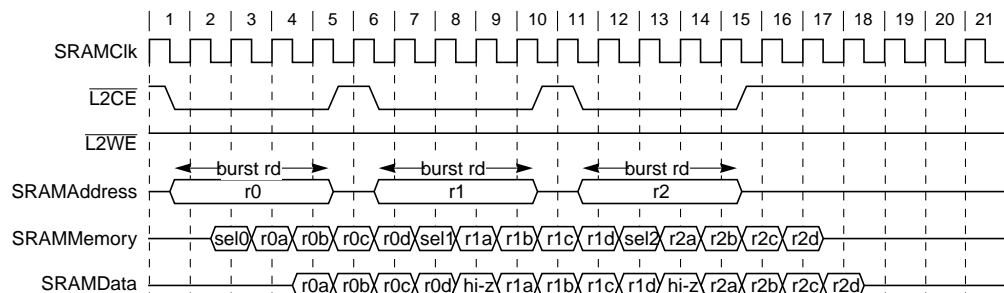 1 2 3 4 5 6 7 8 9 10 11 12 13 14 15 16 17 18 19 20 21
SRAMClk
L2CE
L2WE
burst rd burst rd burst rd
SRAMAddress r0 r1 r2
SRAMMemory sel0 r0a r0b r0c r0d sel1 r1a r1b r1c r1d sel2 r2a r2b r2c r2d
SRAMData r0a r0b r0c r0d hi-z r1a r1b r1c r1d hi-z r2a r2b r2c r2d